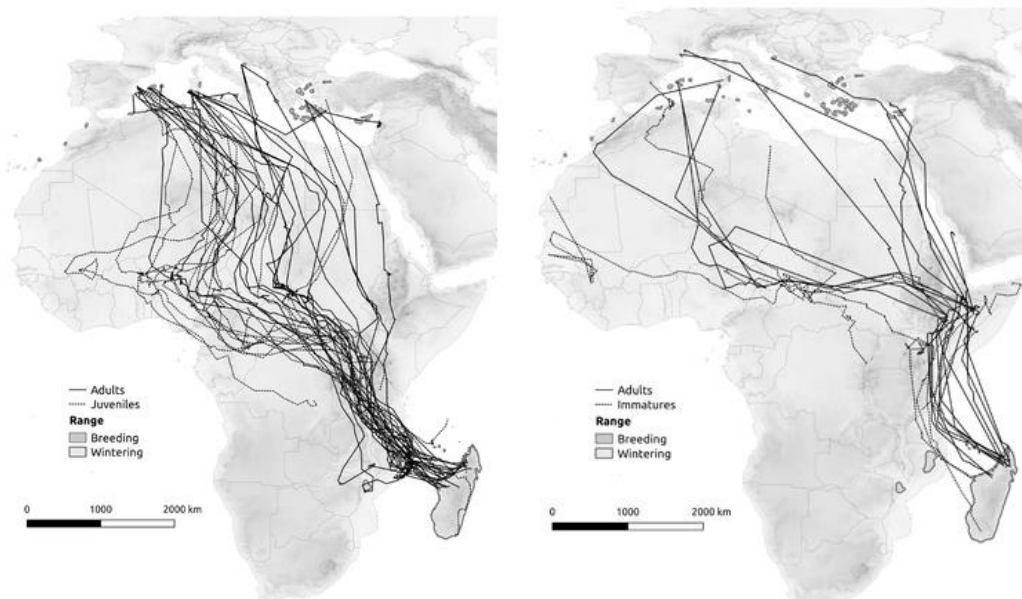 Adults
Juveniles
Range
Breeding
Wintering
0 1000 2000 km
Adults
Immatures
Range
Breeding
Wintering
0 1000 2000 km